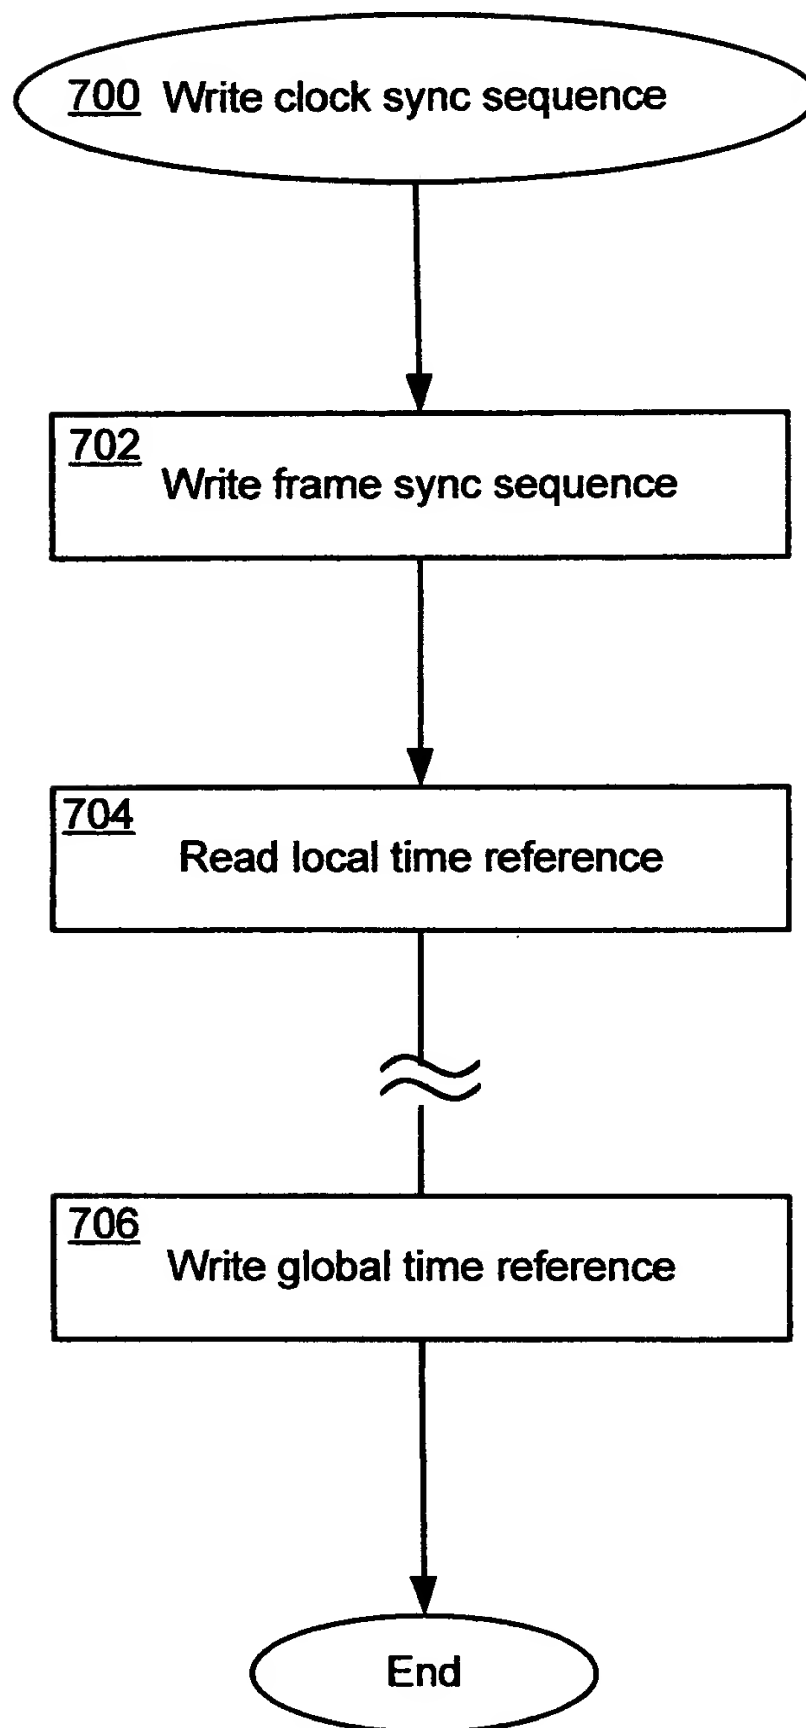 700 Write clock sync sequence
702
Write frame sync sequence
704
Read local time reference
706
Write global time reference
End